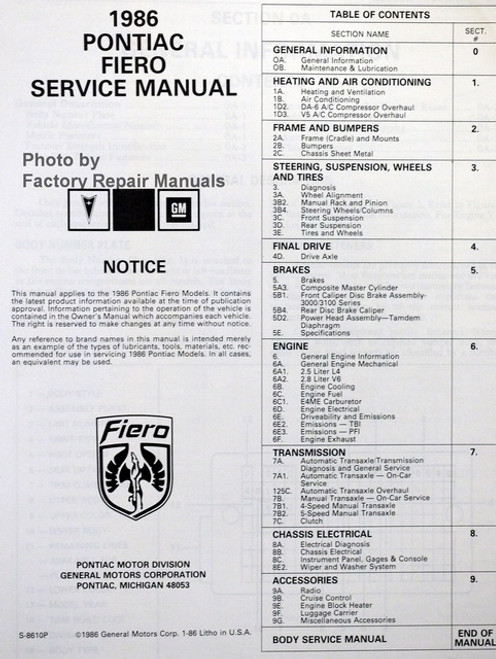 1986
PONTIAC
FIERO
SERVICE MANUAL
Photo by
Factory Repair Manuals
GM
NOTICE
This manual applies to the 1986 Pontiac Fiero Models. It contains
the latest product information available at the time of publication
approval. Information pertaining to the operation of the vehicle is
contained in the Owner's Manual which accompanies each vehicle.
The right is reserved to make changes at any time without notice.
Any reference to brand names in this manual is intended merely
as an example of the types of lubricants, tools, materials, etc. rec-
ommended for use in servicing 1986 Pontiac Models. In all cases,
an equivalent may be used.
Fiero
PONTIAC MOTOR DIVISION
GENERAL MOTORS CORPORATION
PONTIAC, MICHIGAN 48053
S-8610P
©1986 General Motors Corp. 1-86 Litho in U.S.A.
TABLE OF CONTENTS
SECTION NAME SECT. #
GENERAL INFORMATION 0
OA. General Information
OB. Maintenance & Lubrication
HEATING AND AIR CONDITIONING 1.
1A. Heating and Ventilation
1B. Air Conditioning
1D2. DA-6 A/C Compressor Overhaul
1D3. V5 A/C Compressor Overhaul
FRAME AND BUMPERS 2.
2A. Frame (Cradle) and Mounts
2B. Bumpers
2C. Chassis Sheet Metal
STEERING, SUSPENSION, WHEELS 3.
AND TIRES
3. Diagnosis
3A. Wheel Alignment
3B2. Manual Rack and Pinion
3B4. Steering Wheels/Columns
3C. Front Suspension
3D. Rear Suspension
3E. Tires and Wheels
FINAL DRIVE 4.
4D. Drive Axle
BRAKES 5.
5. Brakes
5A3. Composite Master Cylinder
5B1. Front Caliper Disc Brake Assembly-
3000/3100 Series
5B4. Rear Disc Brake Caliper
5D2. Power Head Assembly—Tamdem
Diaphragm
5E. Specifications
ENGINE 6.
6. General Engine Information
6A. General Engine Mechanical
6A1. 2.5 Liter L4
6A2. 2.8 Liter V6
6B. Engine Cooling
6C. Engine Fuel
6C1. E4ME Carburetor
6D. Engine Electrical
6E. Driveability and Emissions
6E2. Emissions — TBI
6E3. Emissions — PFI
6F. Engine Exhaust
TRANSMISSION 7.
7A. Automatic Transaxle/Transmission
Diagnosis and General Service
7A1. Automatic Transaxle — On-Car
Service
125C. Automatic Transaxle Overhaul
7B. Manual Transaxle — On-Car Service
7B1. 4-Speed Manual Transaxle
7B2. 5-Speed Manual Transaxle
7C. Clutch
CHASSIS ELECTRICAL 8.
8A. Electrical Diagnosis
8B. Chassis Electrical
8C. Instrument Panel, Gages & Console
8E2. Wiper and Washer System
ACCESSORIES 9.
9A. Radio
9B. Cruise Control
9E. Engine Block Heater
9F. Luggage Carrier
9G. Miscellaneous Accessories
BODY SERVICE MANUAL END OF MANUAL